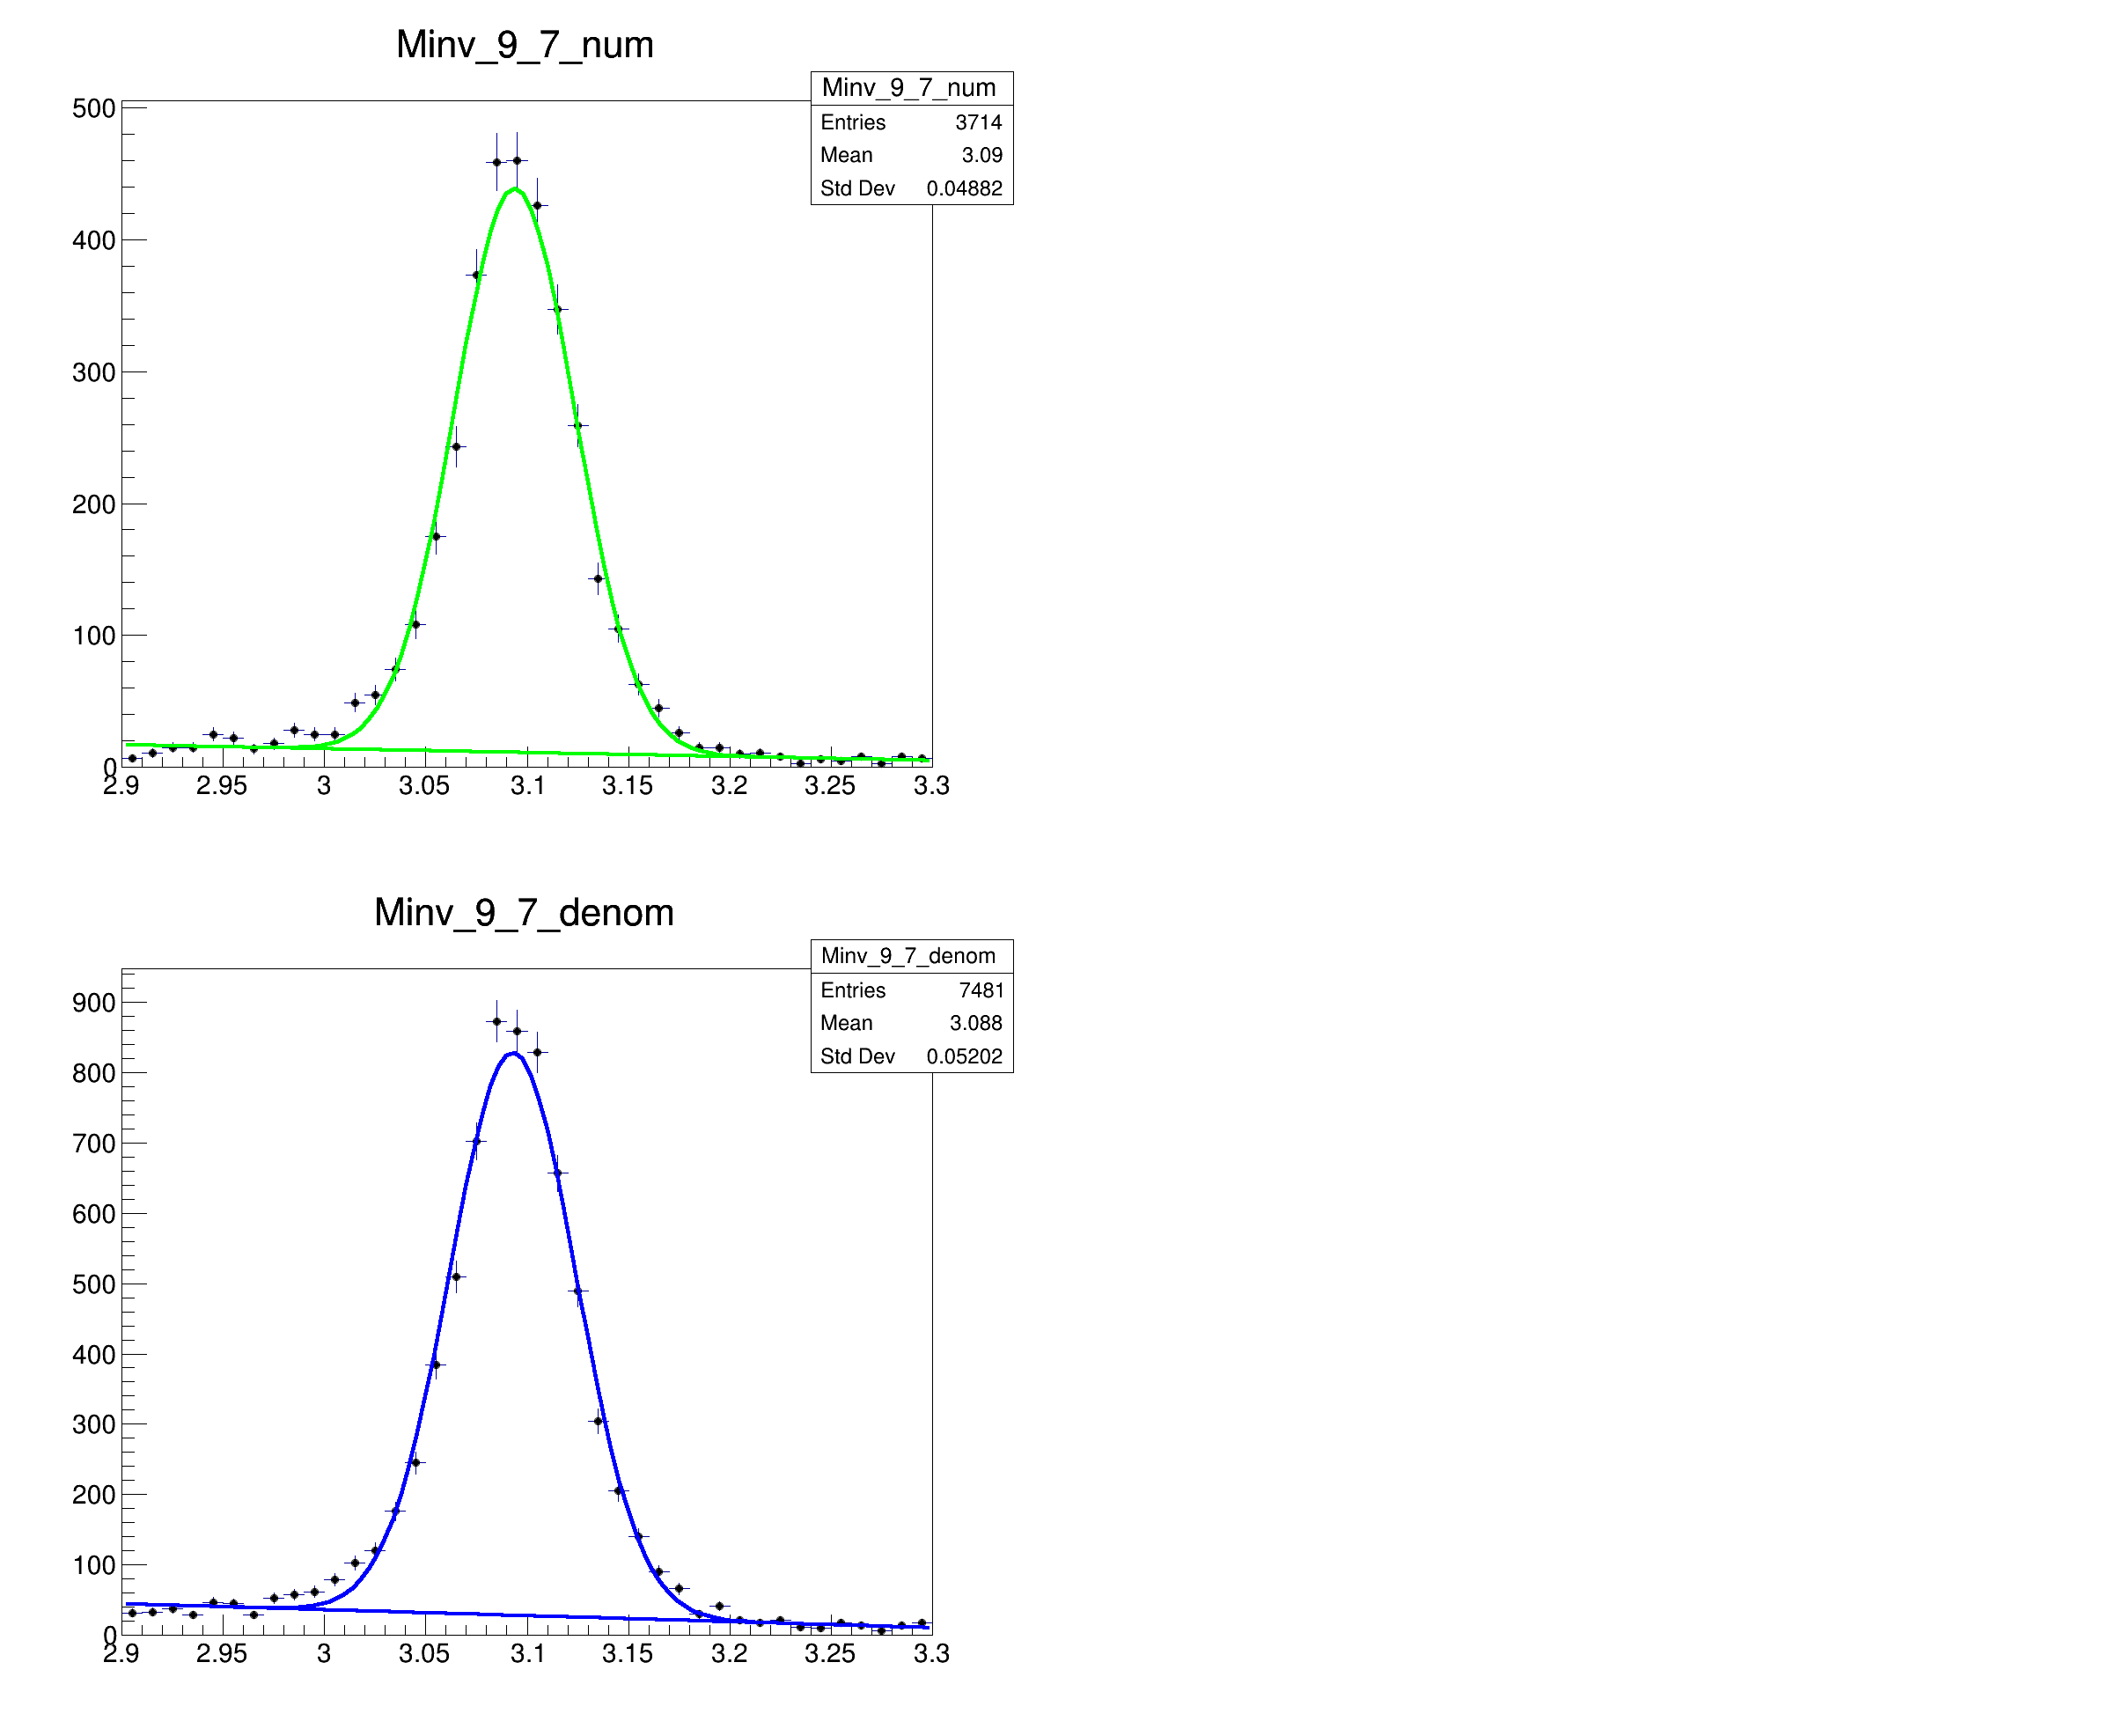 Minv_9_7_num
Minv_9_7_num
Entries 3714
Mean 3.09
Std Dev 0.04882
500
400
300
200
100
0
2.9 2.95 3 3.05 3.1 3.15 3.2 3.25 3.3
Minv_9_7_denom
Minv_9_7_denom
Entries 7481
Mean 3.088
Std Dev 0.05202
900
800
700
600
500
400
300
200
100
0
2.9 2.95 3 3.05 3.1 3.15 3.2 3.25 3.3